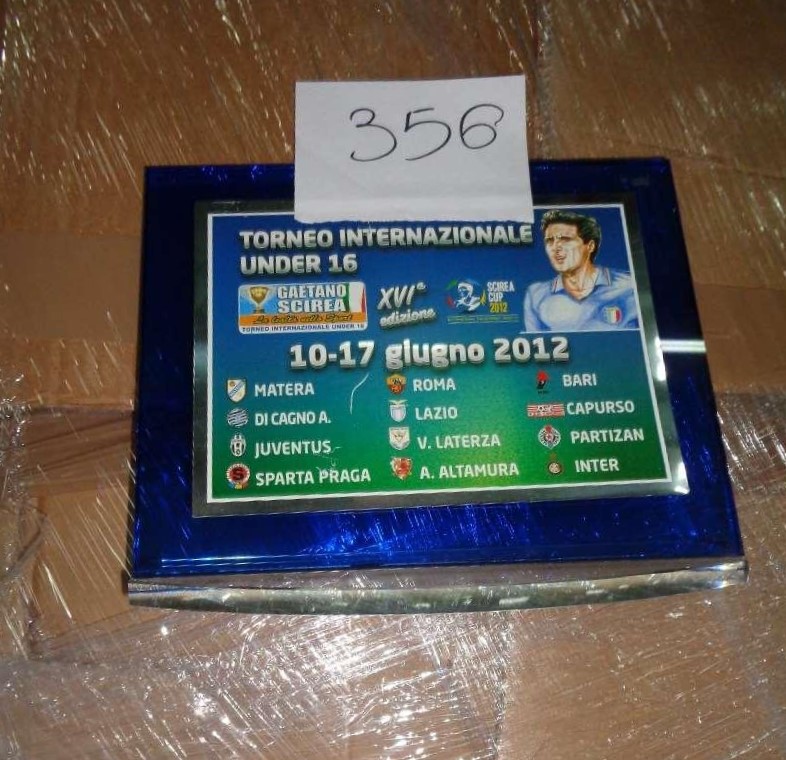 356
TORNEO INTERNAZIONALE
UNDER 16
GAETANO
SCIREA
TORNEO INTERNAZIONALE UNDER 16
XVIª
edizione
SCIREA
CUP
2012
10-17 giugno 2012
MATERA
ROMA
BARI
DI CAGNO A.
LAZIO
CAPURSO
JUVENTUS
V. LATERZA
PARTIZAN
SPARTA PRAGA
A. ALTAMURA
INTER